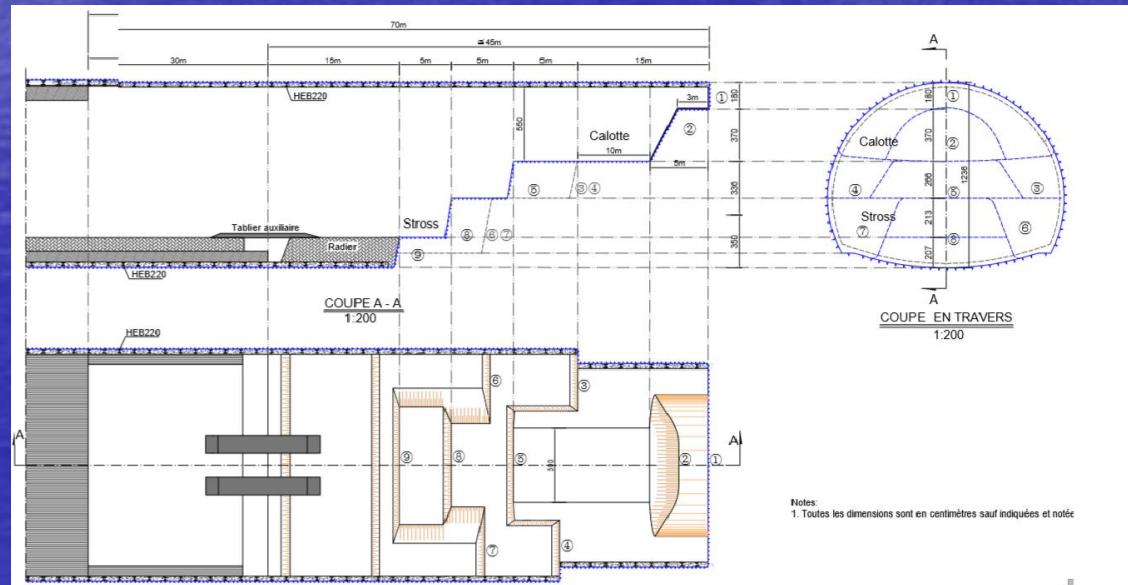 70m
≅45m
30m
15m
5m
5m
5m
15m
HEB220
3m
①
180
②
370
560
Calotte
10m
5m
⑤
③④
336
Stross
⑧
⑥⑦
Tablier auxiliaire
Radier
⑨
350
HEB220
COUPE A - A
1:200
A
180
①
Calotte
370
②
④
266
1236
⑤
③
Stross
⑦
213
⑥
⑧
207
A
COUPE EN TRAVERS
1:200
HEB220
⑥
③
A
⑨
⑧
⑤
②
①
A
⑦
④
Notes:
1. Toutes les dimensions sont en centimètres sauf indiquées et notée